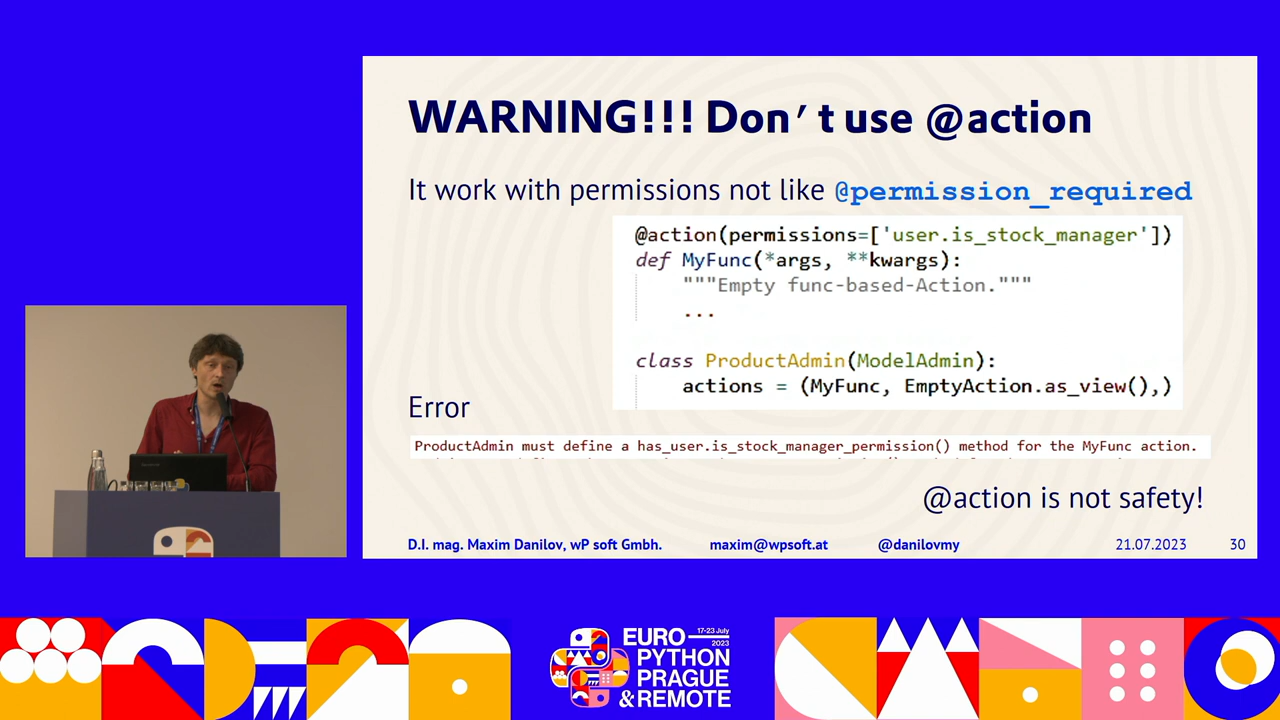 WARNING!!! Don’t use @action
It work with permissions not like @permission_required
@action(permissions=['user.is_stock_manager'])
def MyFunc(*args, **kwargs):
"""Empty func-based-Action."""
...
class ProductAdmin(ModelAdmin):
actions = (MyFunc, EmptyAction.as_view(),)
Error
ProductAdmin must define a has_user.is_stock_manager_permission() method for the MyFunc action.
@action is not safety!
D.I. mag. Maxim Danilov, wP soft Gmbh. maxim@wpsoft.at @danilovmy 21.07.2023 30
17-23 July
2023
EURO
PYTHON
PRAGUE
& REMOTE